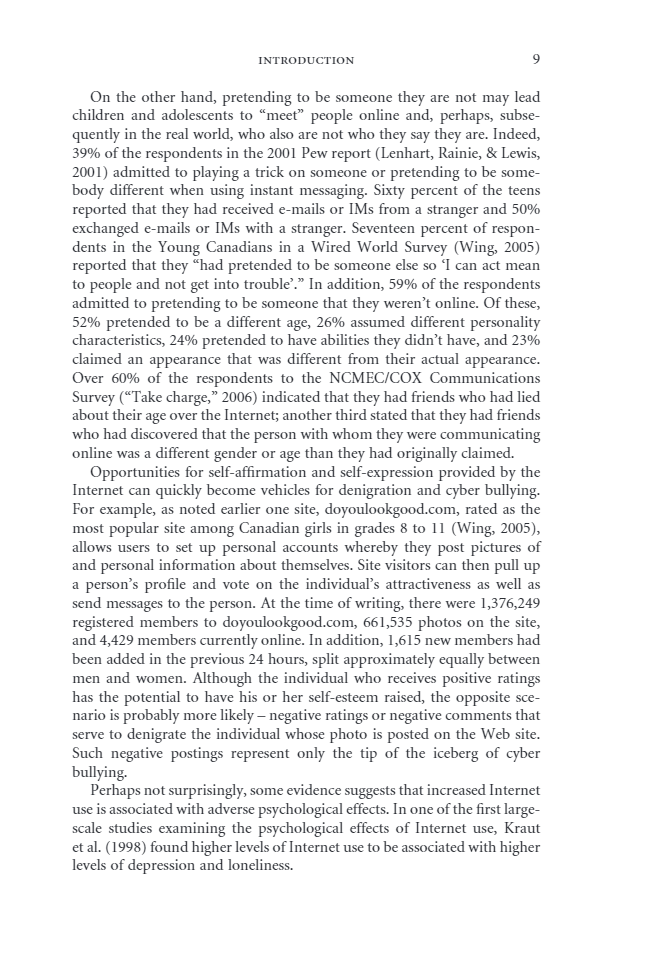 INTRODUCTION 9
On the other hand, pretending to be someone they are not may lead
children and adolescents to “meet” people online and, perhaps, subse-
quently in the real world, who also are not who they say they are. Indeed,
39% of the respondents in the 2001 Pew report (Lenhart, Rainie, & Lewis,
2001) admitted to playing a trick on someone or pretending to be some-
body different when using instant messaging. Sixty percent of the teens
reported that they had received e-mails or IMs from a stranger and 50%
exchanged e-mails or IMs with a stranger. Seventeen percent of respon-
dents in the Young Canadians in a Wired World Survey (Wing, 2005)
reported that they “had pretended to be someone else so ‘I can act mean
to people and not get into trouble’.” In addition, 59% of the respondents
admitted to pretending to be someone that they weren’t online. Of these,
52% pretended to be a different age, 26% assumed different personality
characteristics, 24% pretended to have abilities they didn’t have, and 23%
claimed an appearance that was different from their actual appearance.
Over 60% of the respondents to the NCMEC/COX Communications
Survey (“Take charge,” 2006) indicated that they had friends who had lied
about their age over the Internet; another third stated that they had friends
who had discovered that the person with whom they were communicating
online was a different gender or age than they had originally claimed.
Opportunities for self-affirmation and self-expression provided by the
Internet can quickly become vehicles for denigration and cyber bullying.
For example, as noted earlier one site, doyoulookgood.com, rated as the
most popular site among Canadian girls in grades 8 to 11 (Wing, 2005),
allows users to set up personal accounts whereby they post pictures of
and personal information about themselves. Site visitors can then pull up
a person’s profile and vote on the individual’s attractiveness as well as
send messages to the person. At the time of writing, there were 1,376,249
registered members to doyoulookgood.com, 661,535 photos on the site,
and 4,429 members currently online. In addition, 1,615 new members had
been added in the previous 24 hours, split approximately equally between
men and women. Although the individual who receives positive ratings
has the potential to have his or her self-esteem raised, the opposite sce-
nario is probably more likely – negative ratings or negative comments that
serve to denigrate the individual whose photo is posted on the Web site.
Such negative postings represent only the tip of the iceberg of cyber
bullying.
Perhaps not surprisingly, some evidence suggests that increased Internet
use is associated with adverse psychological effects. In one of the first large-
scale studies examining the psychological effects of Internet use, Kraut
et al. (1998) found higher levels of Internet use to be associated with higher
levels of depression and loneliness.